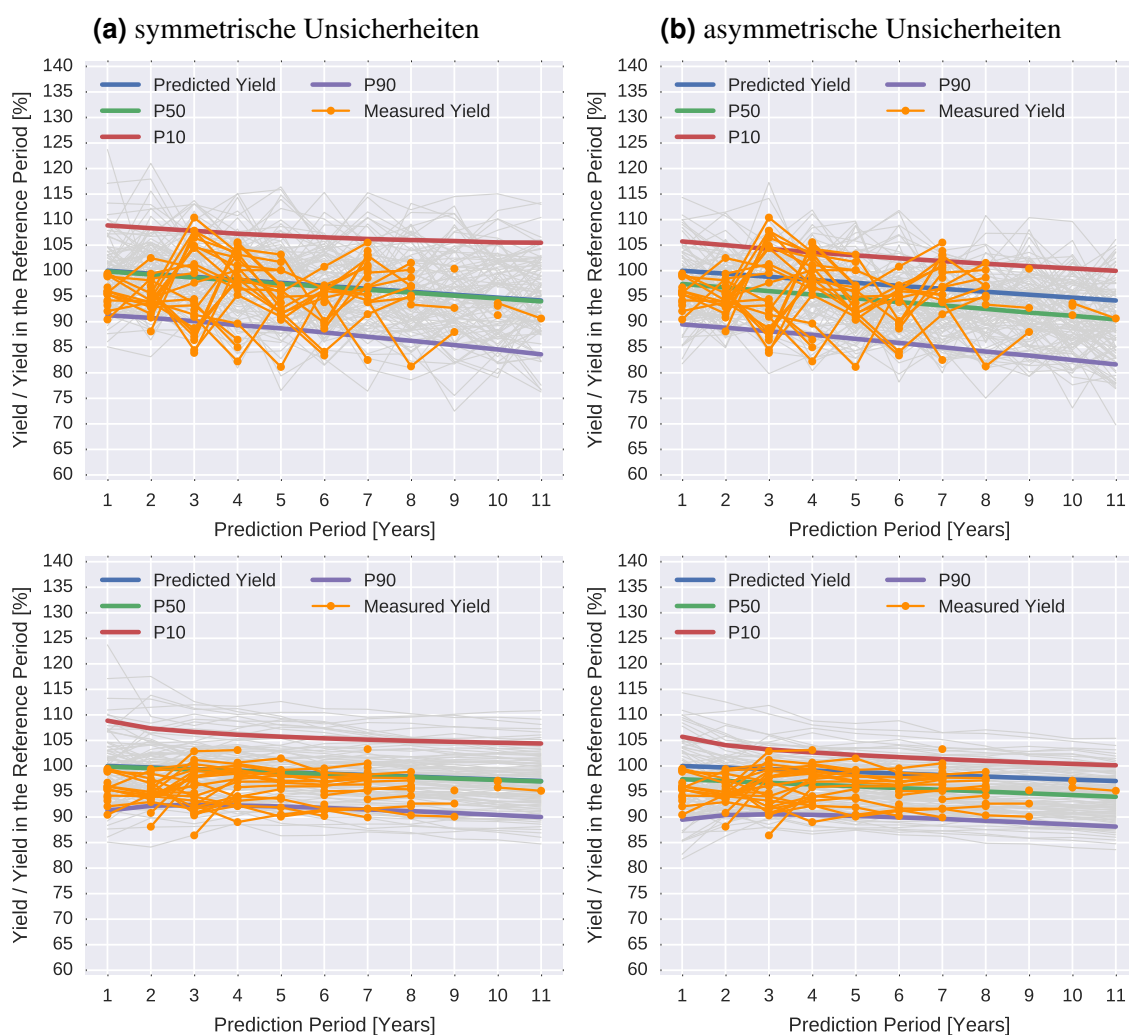 (a) symmetrische Unsicherheiten
140
135
130
125
120
115
110
105
100
95
90
85
80
75
70
65
60
Yield / Yield in the Reference Period [%]
Predicted Yield
P50
P10
P90
Measured Yield
1 2 3 4 5 6 7 8 9 10 11
Prediction Period [Years]
(b) asymmetrische Unsicherheiten
140
135
130
125
120
115
110
105
100
95
90
85
80
75
70
65
60
Yield / Yield in the Reference Period [%]
Predicted Yield
P50
P10
P90
Measured Yield
1 2 3 4 5 6 7 8 9 10 11
Prediction Period [Years]
140
135
130
125
120
115
110
105
100
95
90
85
80
75
70
65
60
Yield / Yield in the Reference Period [%]
Predicted Yield
P50
P10
P90
Measured Yield
1 2 3 4 5 6 7 8 9 10 11
Prediction Period [Years]
140
135
130
125
120
115
110
105
100
95
90
85
80
75
70
65
60
Yield / Yield in the Reference Period [%]
Predicted Yield
P50
P10
P90
Measured Yield
1 2 3 4 5 6 7 8 9 10 11
Prediction Period [Years]